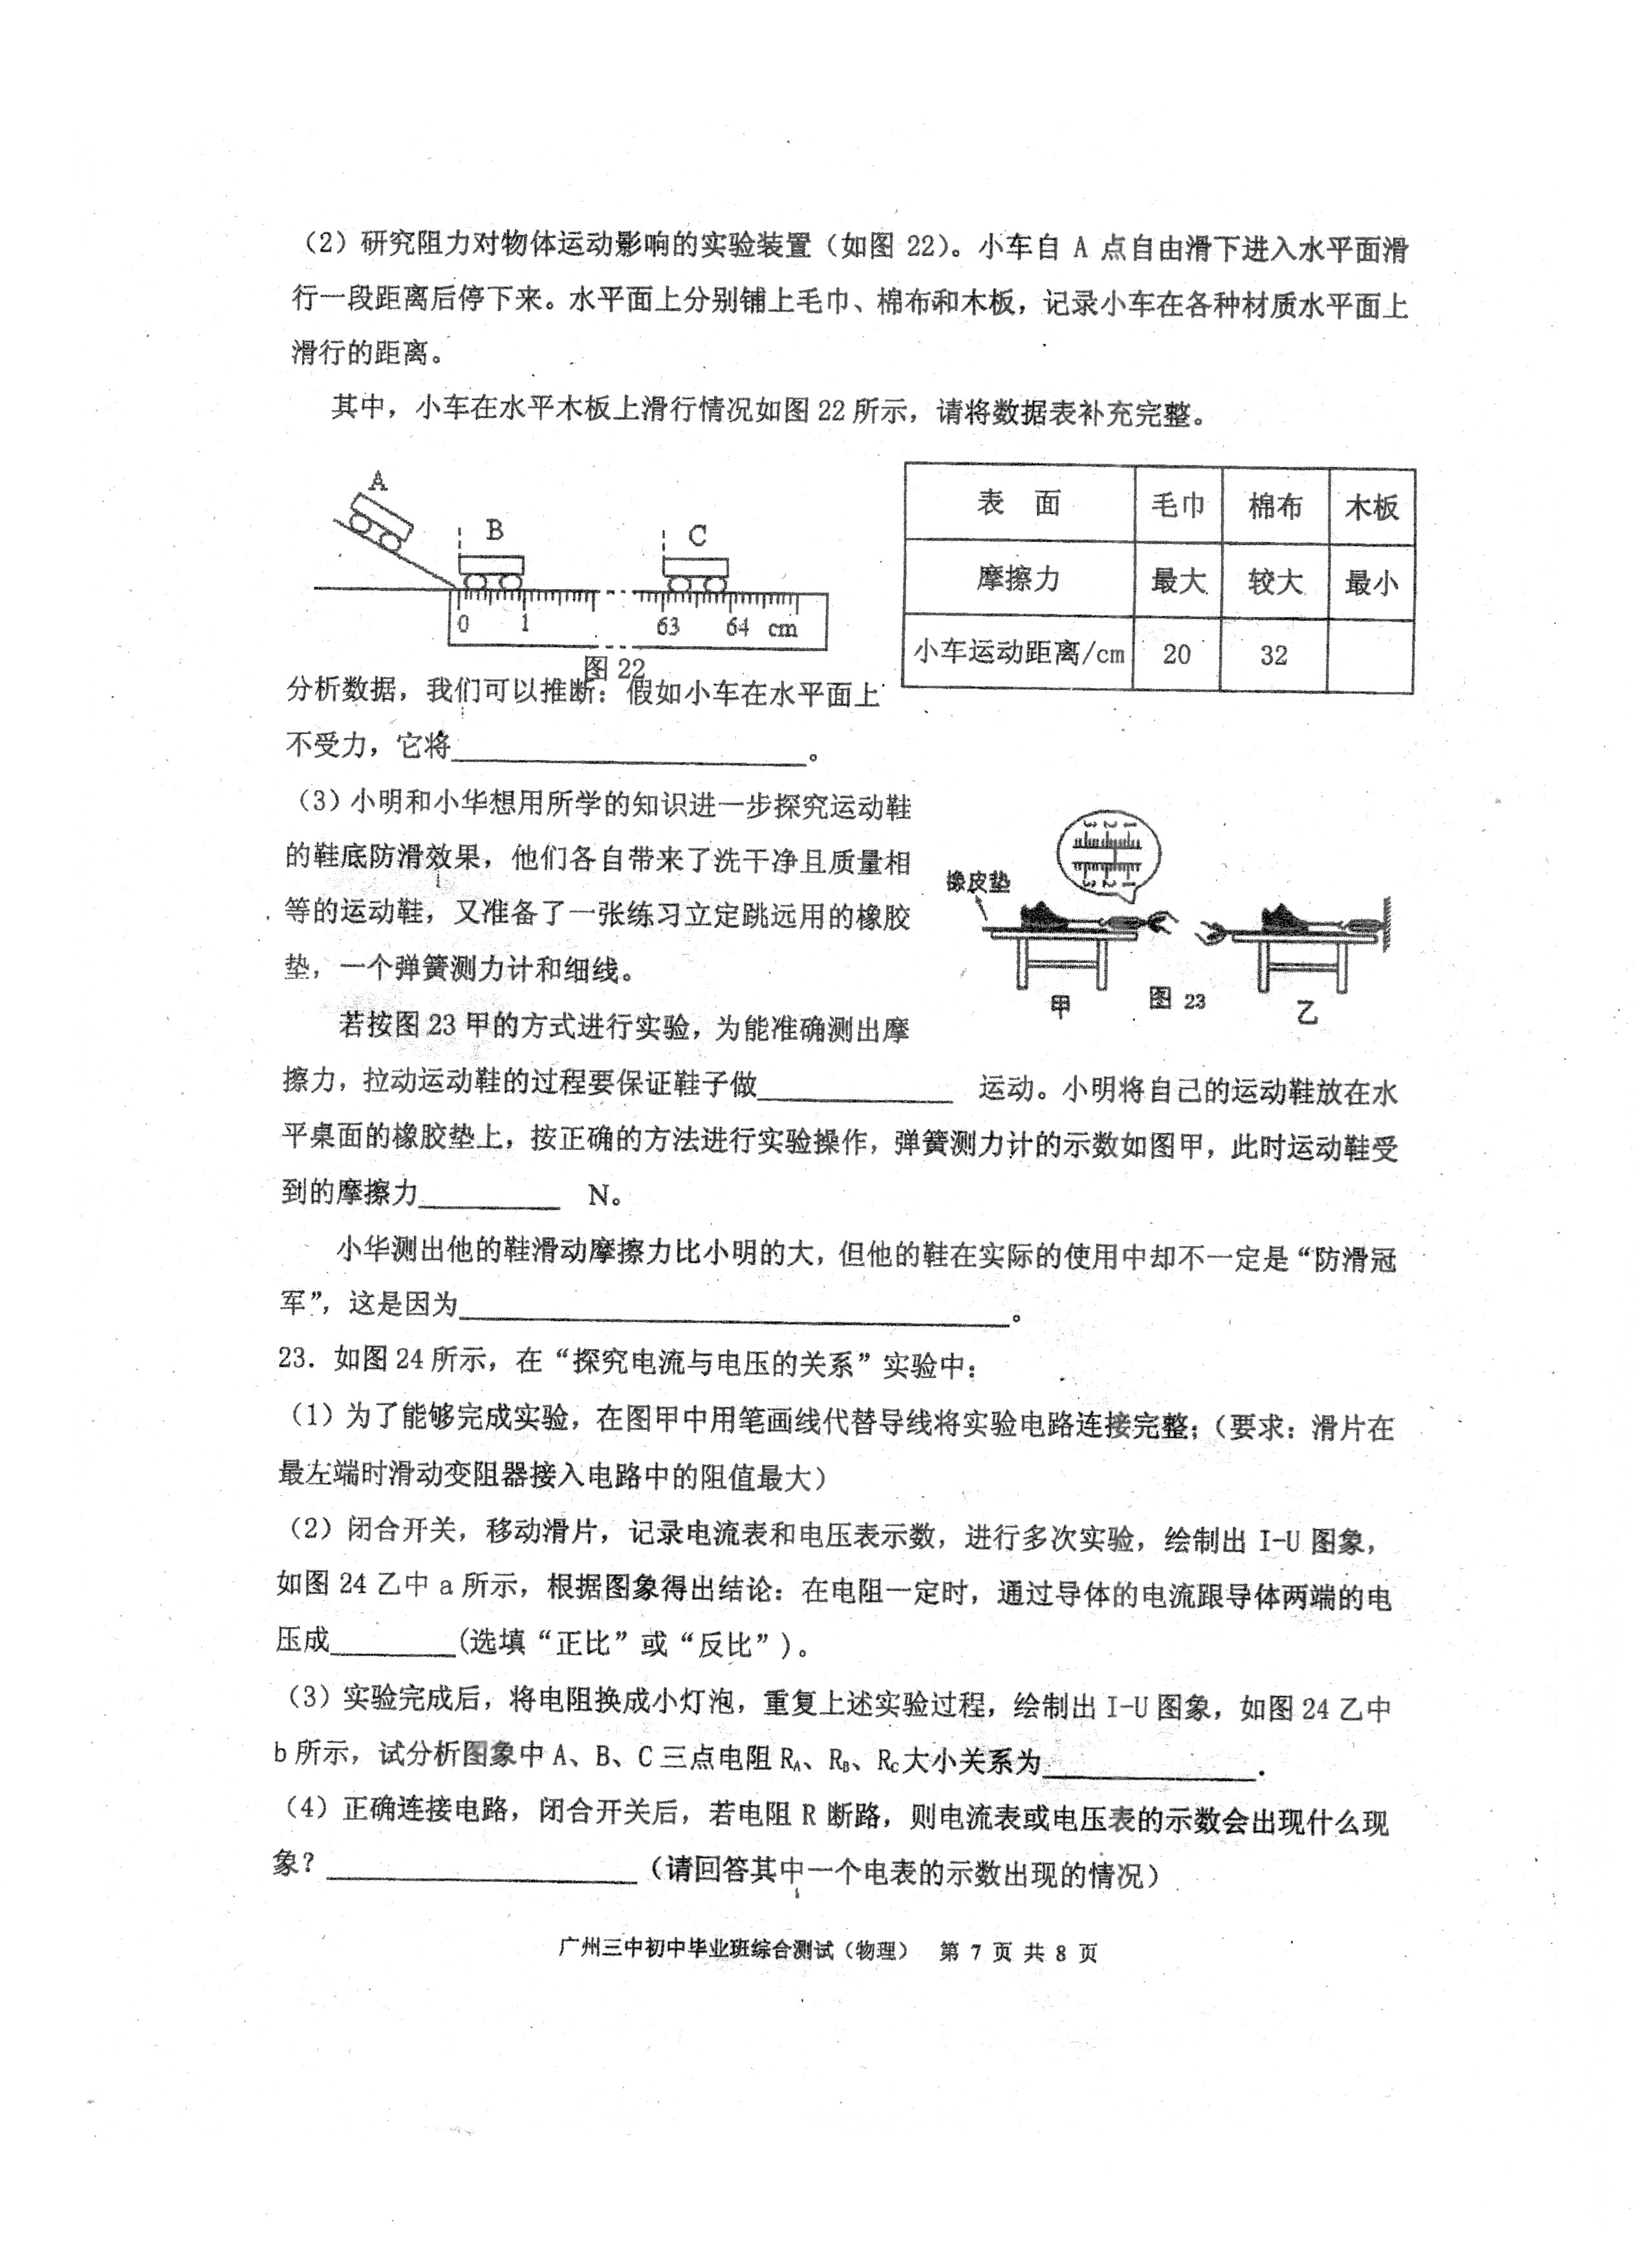 （2）研究阻力对物体运动影响的实验装置（如图 22）。小车自 A 点自由滑下进入水平面滑
行一段距离后停下来。水平面上分别铺上毛巾、棉布和木板，记录小车在各种材质水平面上
滑行的距离。
其中，小车在水平木板上滑行情况如图 22 所示，请将数据表补充完整。
A
B
C
0 1 63 64 cm
图 22
表 面 毛巾 棉布 木板
摩擦力 最大 较大 最小
小车运动距离/cm 20 32
分析数据，我们可以推断：假如小车在水平面上
不受力，它将____________。
（3）小明和小华想用所学的知识进一步探究运动鞋
的鞋底防滑效果，他们各自带来了洗干净且质量相
等的运动鞋，又准备了一张练习立定跳远用的橡胶
垫，一个弹簧测力计和细线。
橡皮垫
3 2 1
3 2 1
甲 图 23 乙
若按图 23 甲的方式进行实验，为能准确测出摩
擦力，拉动运动鞋的过程要保证鞋子做____________ 运动。小明将自己的运动鞋放在水
平桌面的橡胶垫上，按正确的方法进行实验操作，弹簧测力计的示数如图甲，此时运动鞋受
到的摩擦力__________ N。
小华测出他的鞋滑动摩擦力比小明的大，但他的鞋在实际的使用中却不一定是“防滑冠
军”，这是因为____________________。
23．如图 24 所示，在“探究电流与电压的关系”实验中：
（1）为了能够完成实验，在图甲中用笔画线代替导线将实验电路连接完整；（要求：滑片在
最左端时滑动变阻器接入电路中的阻值最大）
（2）闭合开关，移动滑片，记录电流表和电压表示数，进行多次实验，绘制出 I-U 图象，
如图 24 乙中 a 所示，根据图象得出结论：在电阻一定时，通过导体的电流跟导体两端的电
压成________(选填“正比”或“反比”)。
（3）实验完成后，将电阻换成小灯泡，重复上述实验过程，绘制出 I-U 图象，如图 24 乙中
b 所示，试分析图象中 A、B、C 三点电阻 RA、RB、RC 大小关系为______________.
（4）正确连接电路，闭合开关后，若电阻 R 断路，则电流表或电压表的示数会出现什么现
象？____________________（请回答其中一个电表的示数出现的情况）
广州三中初中毕业班综合测试（物理） 第 7 页 共 8 页